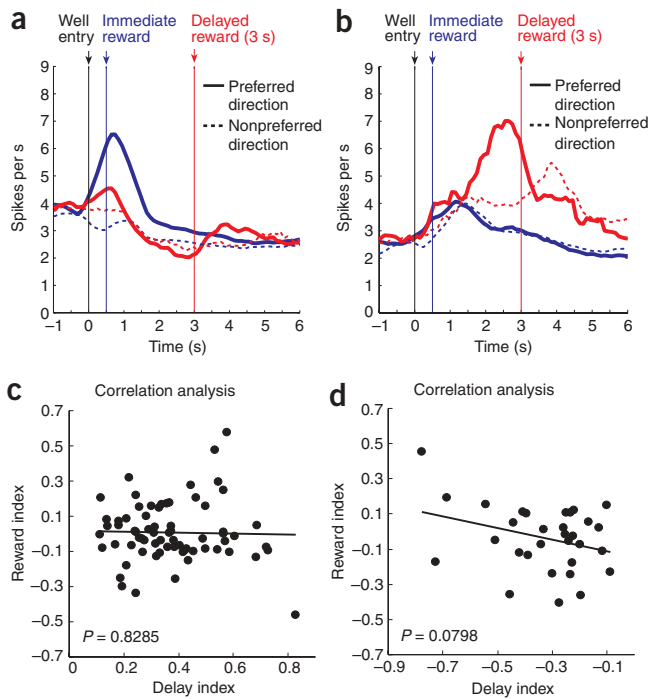 a
Well entry
Immediate reward
Delayed reward (3 s)
Preferred direction
Nonpreferred direction
Spikes per s
9
8
7
6
5
4
3
2
1
0
–1 0 1 2 3 4 5 6
Time (s)
b
Well entry
Immediate reward
Delayed reward (3 s)
Preferred direction
Nonpreferred direction
Spikes per s
9
8
7
6
5
4
3
2
1
0
–1 0 1 2 3 4 5 6
Time (s)
c
Correlation analysis
Reward index
0.7
0.5
0.3
0.1
–0.1
–0.3
–0.5
–0.7
P = 0.8285
0 0.2 0.4 0.6 0.8
Delay index
d
Correlation analysis
Reward index
0.7
0.5
0.3
0.1
–0.1
–0.3
–0.5
–0.7
P = 0.0798
–0.9 –0.7 –0.5 –0.3 –0.1
Delay index